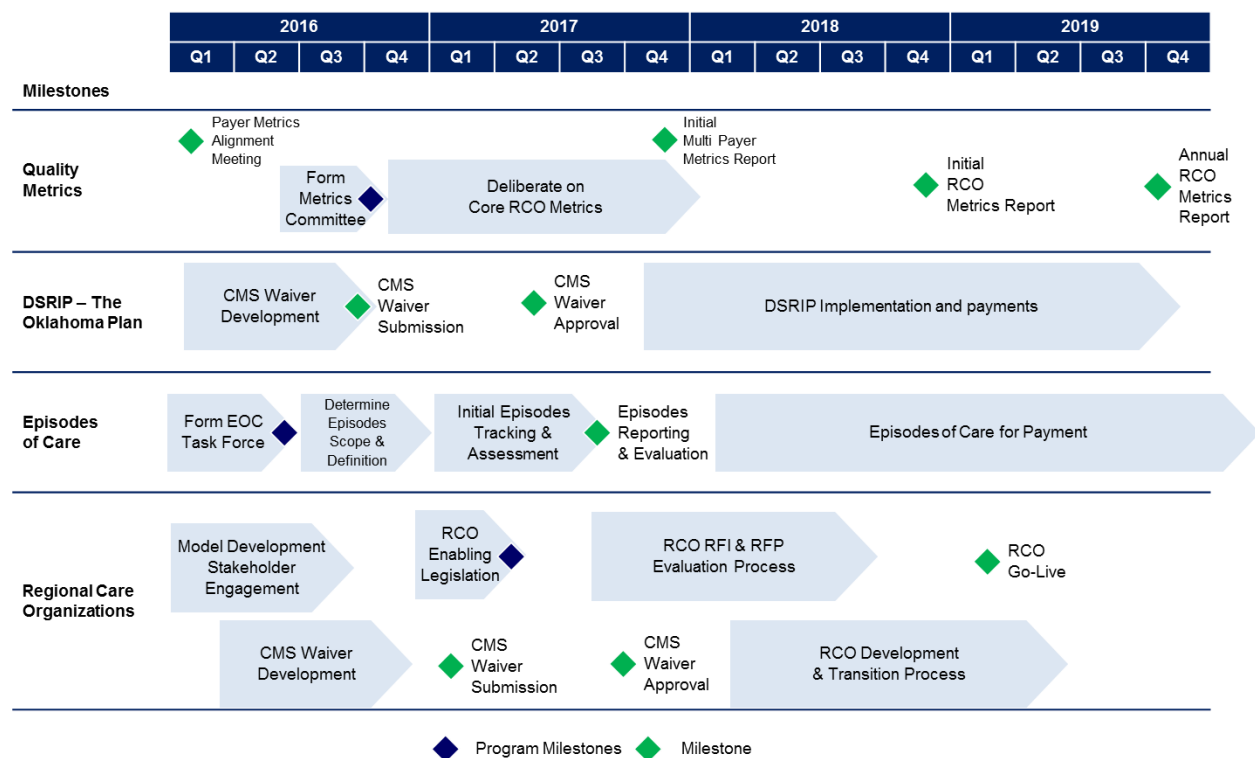 2016 2017 2018 2019
Q1 Q2 Q3 Q4 Q1 Q2 Q3 Q4 Q1 Q2 Q3 Q4 Q1 Q2 Q3 Q4
Milestones
Quality
Metrics
Payer Metrics
Alignment
Meeting
Form
Metrics
Committee
Deliberate on
Core RCO Metrics
Initial
Multi Payer
Metrics Report
Initial
RCO
Metrics Report
Annual
RCO
Metrics
Report
DSRIP – The
Oklahoma Plan
CMS Waiver
Development
CMS
Waiver
Submission
CMS
Waiver
Approval
DSRIP Implementation and payments
Episodes
of Care
Form EOC
Task Force
Determine
Episodes
Scope &
Definition
Initial Episodes
Tracking &
Assessment
Episodes
Reporting
& Evaluation
Episodes of Care for Payment
Regional Care
Organizations
Model Development
Stakeholder
Engagement
RCO
Enabling
Legislation
RCO RFI & RFP
Evaluation Process
RCO
Go-Live
CMS Waiver
Development
CMS
Waiver
Submission
CMS
Waiver
Approval
RCO Development
& Transition Process
Program Milestones
Milestone